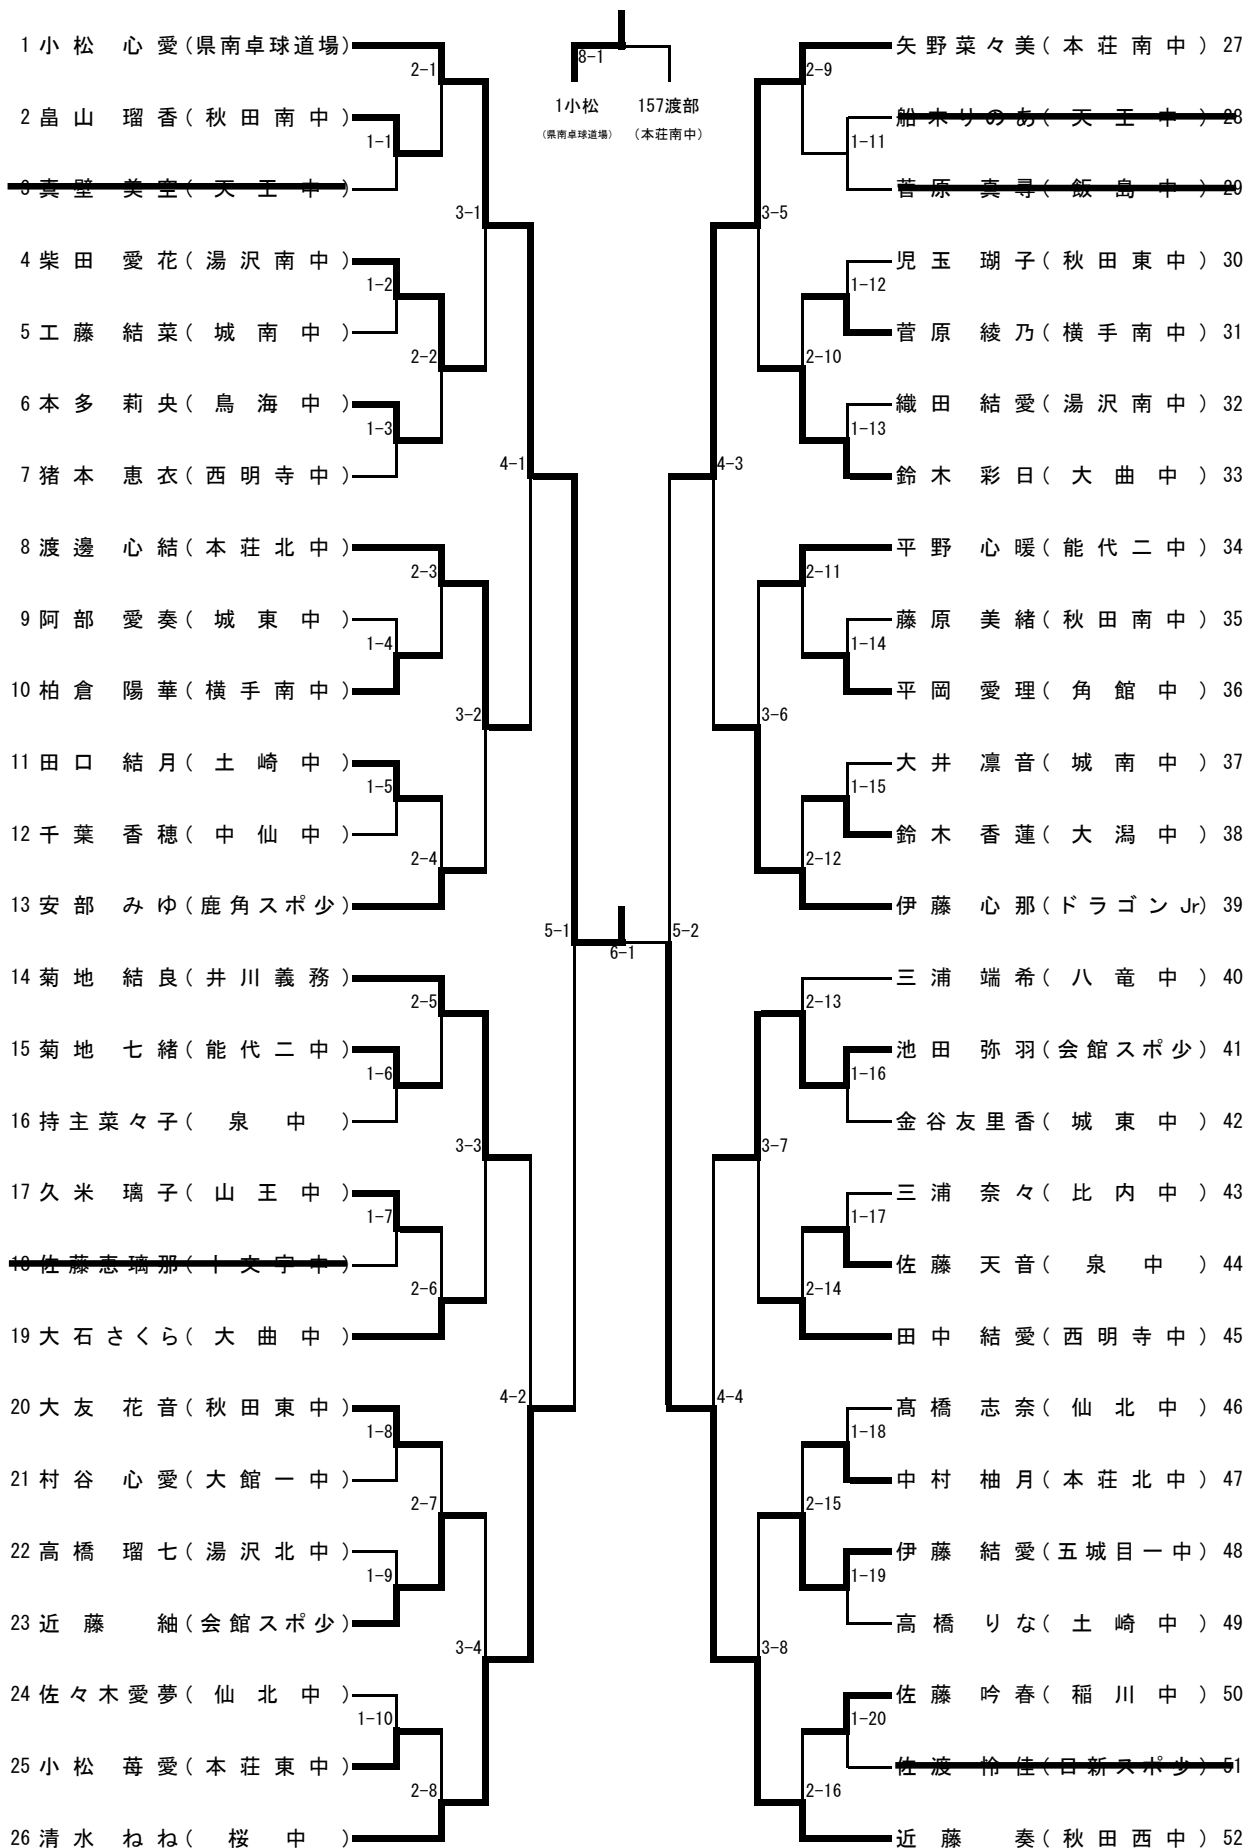 8-1
1小松 157渡部
(県南卓球道場) (本荘南中)
1 小松 心愛(県南卓球道場)
2 畠山 瑠香(秋田南中)
3 真壁 美空(天王中)
4 柴田 愛花(湯沢南中)
5 工藤 結菜(城南中)
6 本多 莉央(鳥海中)
7 猪本 恵衣(西明寺中)
8 渡邊 心結(本荘北中)
9 阿部 愛奏(城東中)
10 柏倉 陽華(横手南中)
11 田口 結月(土崎中)
12 千葉 香穂(中仙中)
13 安部 みゆ(鹿角スポ少)
14 菊地 結良(井川義務)
15 菊地 七緒(能代二中)
16 持主菜々子(泉中)
17 久米 璃子(山王中)
18 佐藤恵璃那(十文字中)
19 大石さくら(大曲中)
20 大友 花音(秋田東中)
21 村谷 心愛(大館一中)
22 高橋 瑠七(湯沢北中)
23 近藤 紬(会館スポ少)
24 佐々木愛夢(仙北中)
25 小松 苺愛(本荘東中)
26 清水 ねね(桜中)
1-1
1-2
1-3
1-4
1-5
1-6
1-7
1-8
1-9
1-10
2-1
2-2
2-3
2-4
2-5
2-6
2-7
2-8
3-1
3-2
3-3
3-4
4-1
4-2
5-1
6-1
5-2
4-3
4-4
3-5
3-6
3-7
3-8
2-9
2-10
2-11
2-12
2-13
2-14
2-15
2-16
1-11
1-12
1-13
1-14
1-15
1-16
1-17
1-18
1-19
1-20
矢野菜々美(本荘南中) 27
船木りのあ(天王中) 28
菅原 真尋(飯島中) 29
児玉 瑚子(秋田東中) 30
菅原 綾乃(横手南中) 31
織田 結愛(湯沢南中) 32
鈴木 彩日(大曲中) 33
平野 心暖(能代二中) 34
藤原 美緒(秋田南中) 35
平岡 愛理(角館中) 36
大井 凛音(城南中) 37
鈴木 香蓮(大潟中) 38
伊藤 心那(ドラゴンJr) 39
三浦 端希(八竜中) 40
池田 弥羽(会館スポ少) 41
金谷友里香(城東中) 42
三浦 奈々(比内中) 43
佐藤 天音(泉中) 44
田中 結愛(西明寺中) 45
髙橋 志奈(仙北中) 46
中村 柚月(本荘北中) 47
伊藤 結愛(五城目一中) 48
高橋 りな(土崎中) 49
佐藤 吟春(稲川中) 50
佐渡 怜佳(日新スポ少) 51
近藤 奏(秋田西中) 52